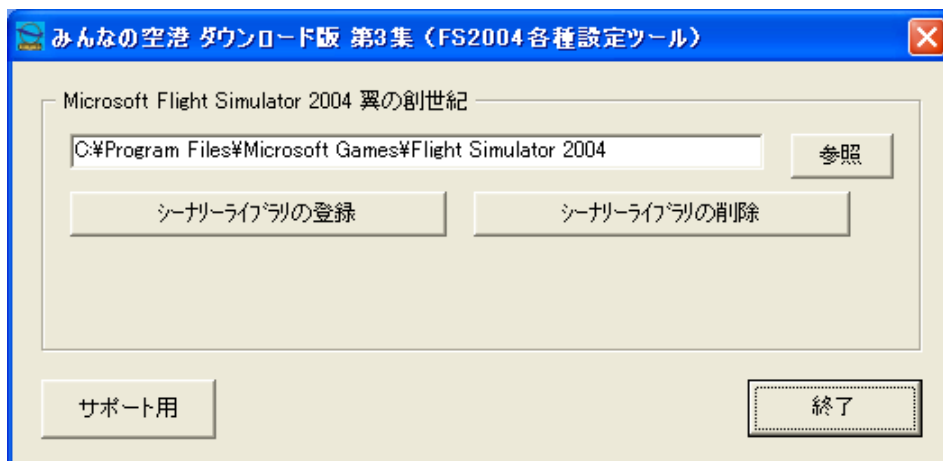 みんなの空港 ダウンロード版 第3集（FS2004各種設定ツール）
Microsoft Flight Simulator 2004 翼の創世紀
C:¥Program Files¥Microsoft Games¥Flight Simulator 2004
参照
ｼｰﾅﾘｰﾗｲﾌﾞﾗﾘの登録
ｼｰﾅﾘｰﾗｲﾌﾞﾗﾘの削除
サポート用
終了